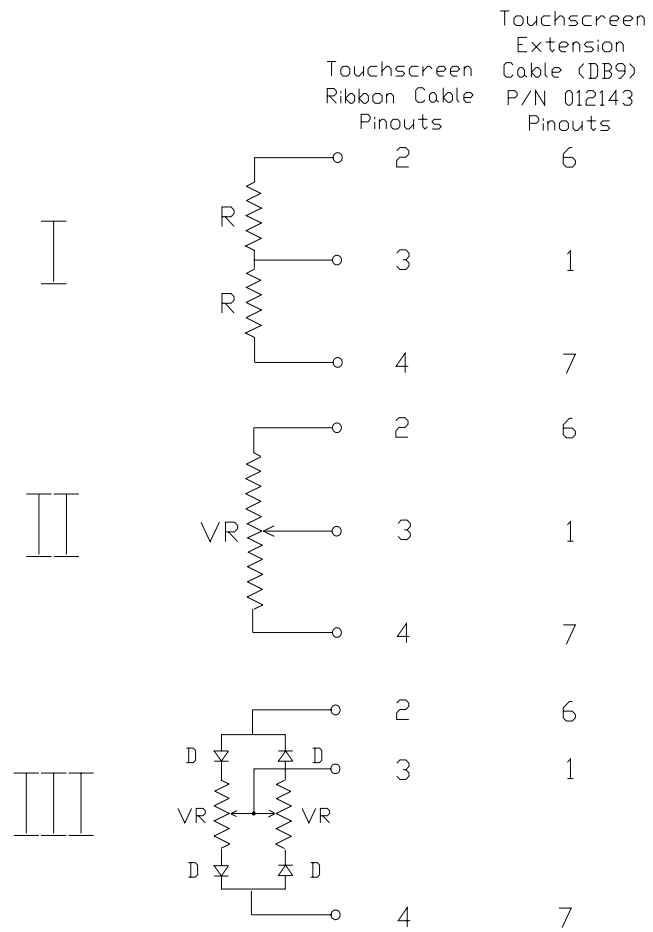 Touchscreen
Extension
Cable (DB9)
P/N 012143
Pinouts
Touchscreen
Ribbon Cable
Pinouts
2 6
R
I 3 1
R
4 7
2 6
II VR 3 1
4 7
2 6
D D
3 1
III VR VR
D D
4 7